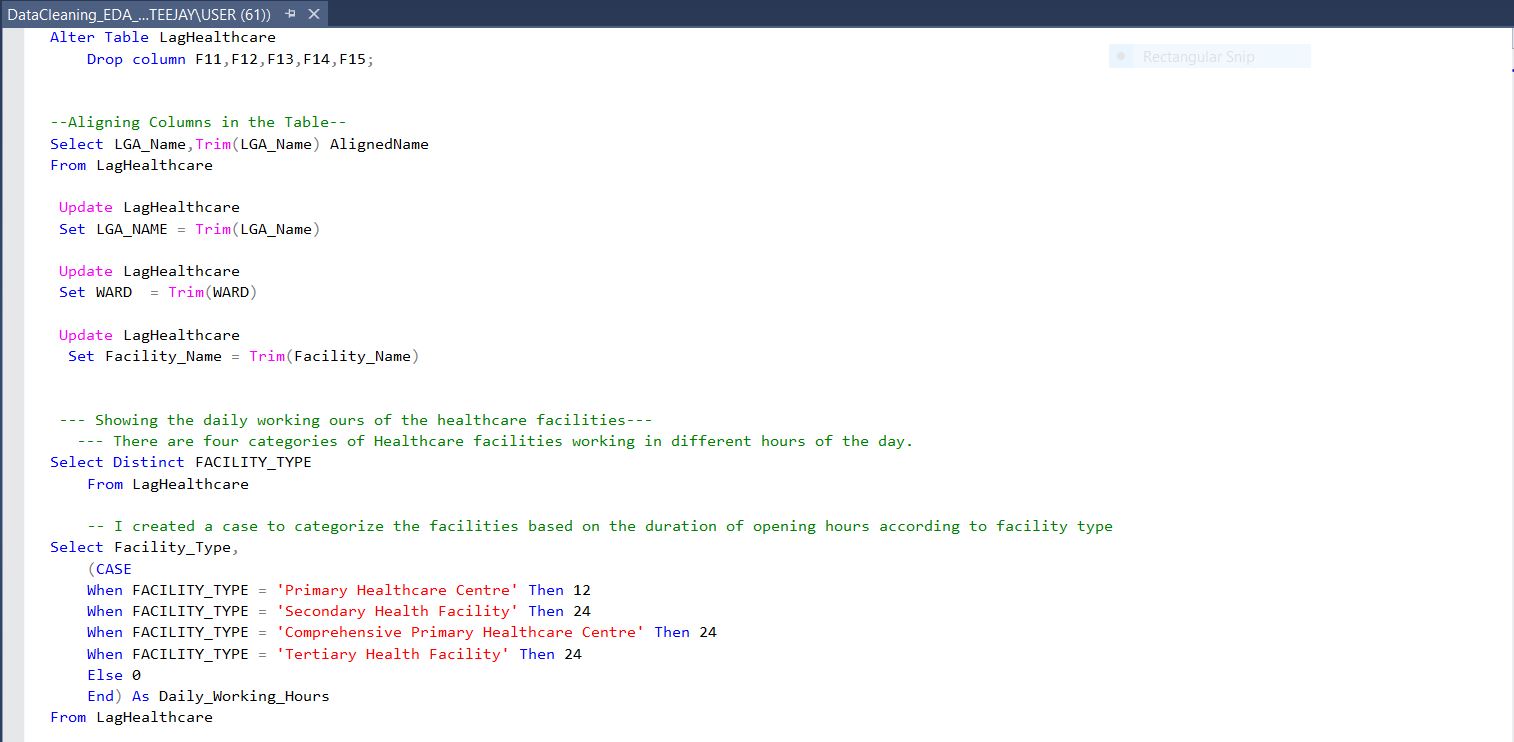 DataCleaning_EDA_...TEEJAY\USER (61))
Rectangular Snip
Alter Table LagHealthcare
Drop column F11,F12,F13,F14,F15;
--Aligning Columns in the Table--
Select LGA_Name,Trim(LGA_Name) AlignedName
From LagHealthcare
Update LagHealthcare
Set LGA_NAME = Trim(LGA_Name)
Update LagHealthcare
Set WARD  = Trim(WARD)
Update LagHealthcare
Set Facility_Name = Trim(Facility_Name)
--- Showing the daily working ours of the healthcare facilities---
--- There are four categories of Healthcare facilities working in different hours of the day.
Select Distinct FACILITY_TYPE
From LagHealthcare
-- I created a case to categorize the facilities based on the duration of opening hours according to facility type
Select Facility_Type,
(CASE
When FACILITY_TYPE = 'Primary Healthcare Centre' Then 12
When FACILITY_TYPE = 'Secondary Health Facility' Then 24
When FACILITY_TYPE = 'Comprehensive Primary Healthcare Centre' Then 24
When FACILITY_TYPE = 'Tertiary Health Facility' Then 24
Else 0
End) As Daily_Working_Hours
From LagHealthcare